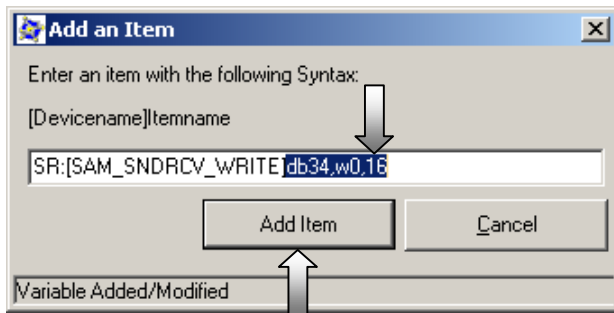 Add an Item
Enter an item with the following Syntax:
[Devicename]Itemname
SR:[SAM_SNDRCV_WRITE]db34,w0,16
Add Item
Cancel
Variable Added/Modified